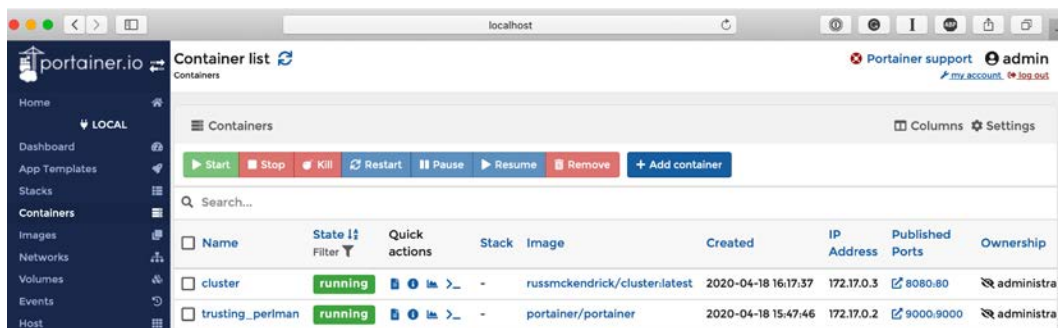 localhost
portainer.io
Container list
Containers
Portainer support
admin
my account
log out
Home
LOCAL
Dashboard
App Templates
Stacks
Containers
Images
Networks
Volumes
Events
Host
Containers
Columns
Settings
Start
Stop
Kill
Restart
Pause
Resume
Remove
+ Add container
Search...
Name State Filter Quick actions Stack Image Created IP Address Published Ports Ownership
cluster running - russmckendrick/cluster:latest 2020-04-18 16:17:37 172.17.0.3 8080:80 administra
trusting_perlman running - portainer/portainer 2020-04-18 15:47:46 172.17.0.2 9000:9000 administra